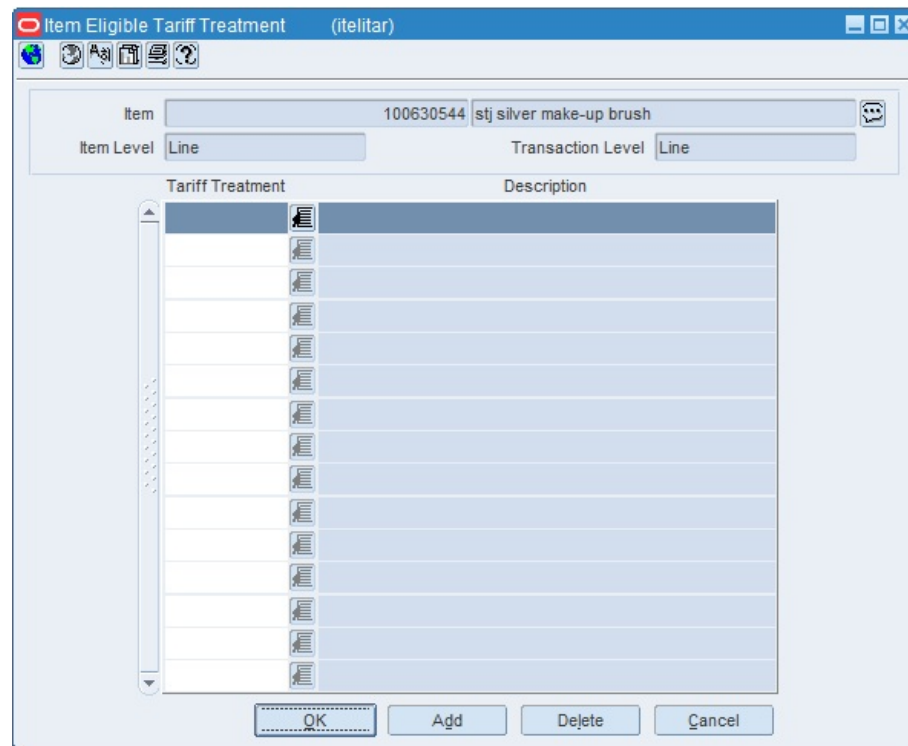 Item Eligible Tariff Treatment (itelitar)
Item 100630544 stj silver make-up brush
Item Level Line Transaction Level Line
Tariff Treatment Description
OK Add Delete Cancel